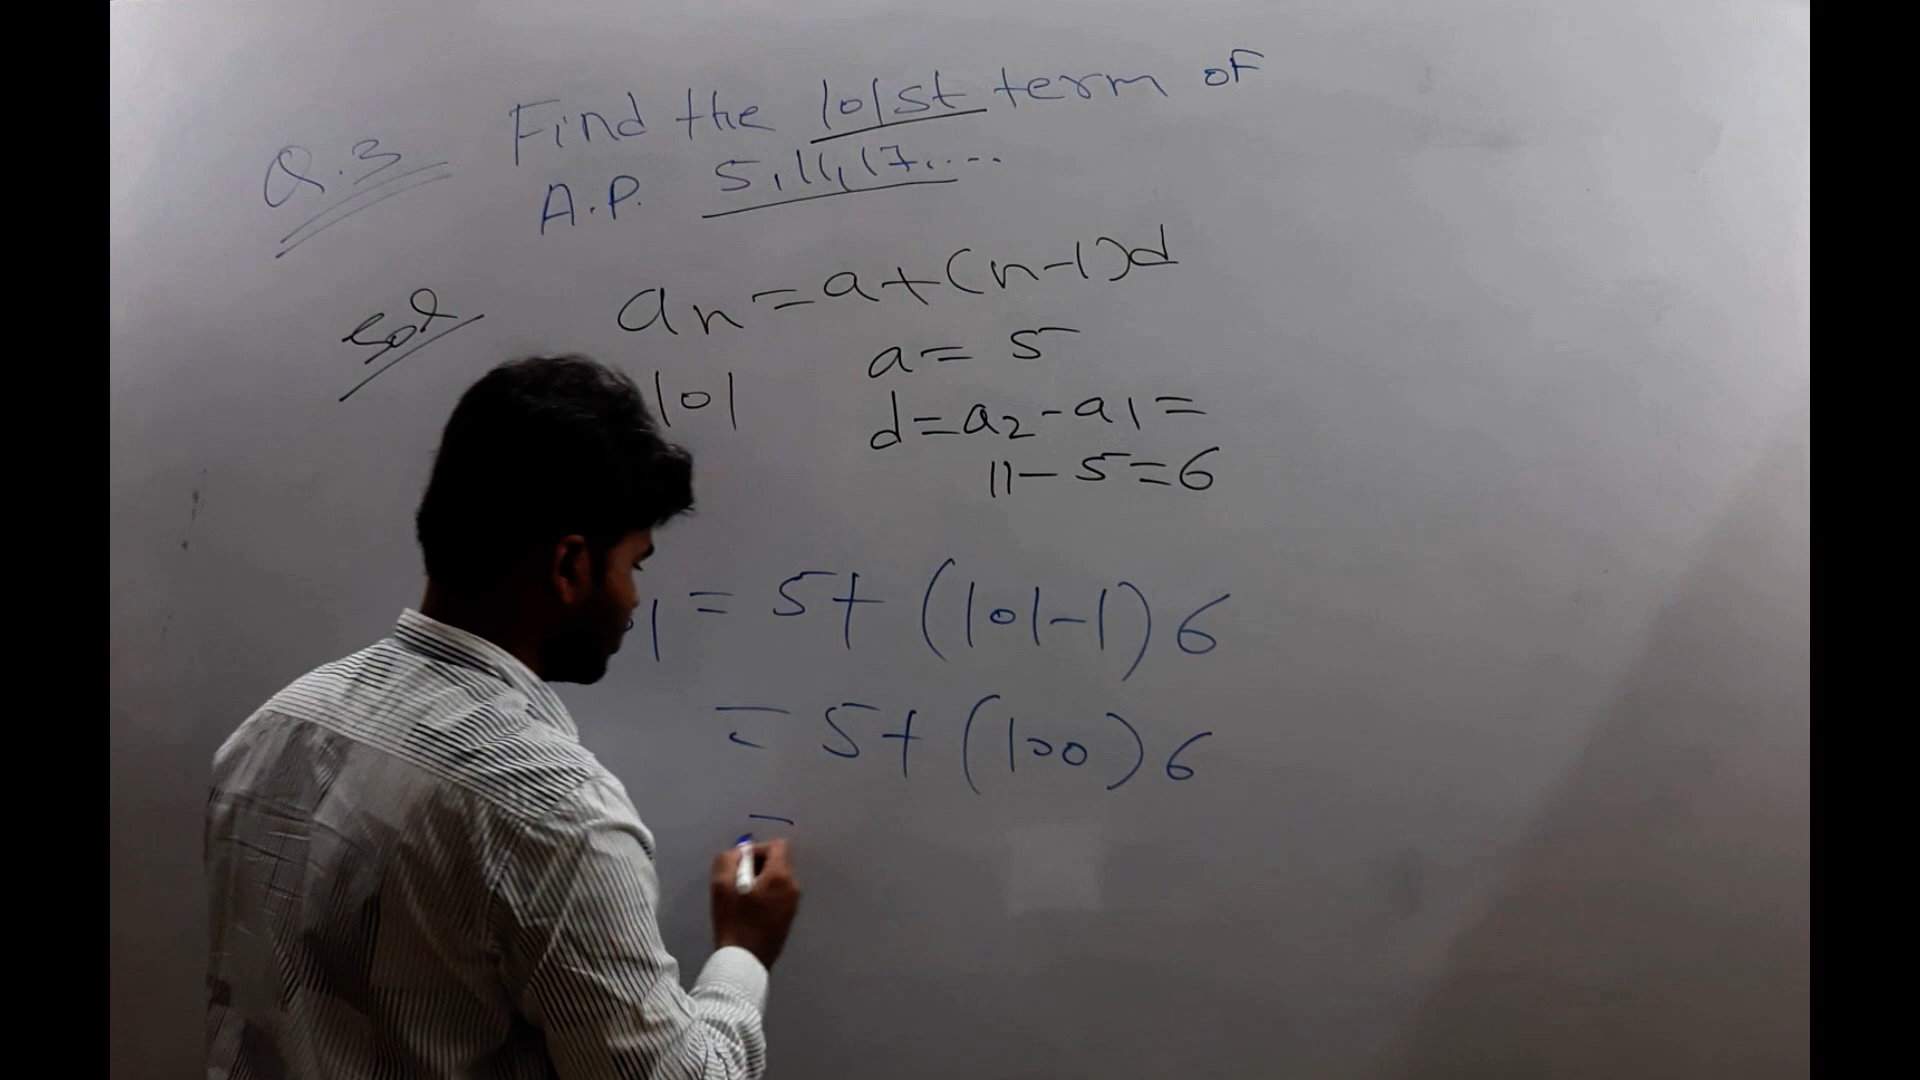 Q.3 Find the 101st term of
A.P. 5,11,17....
Sol aₙ=a+(n-1)d
a= 5
101
d=a₂-a₁=
11-5=6
1 = 5+ (101-1)6
= 5+ (100)6
=